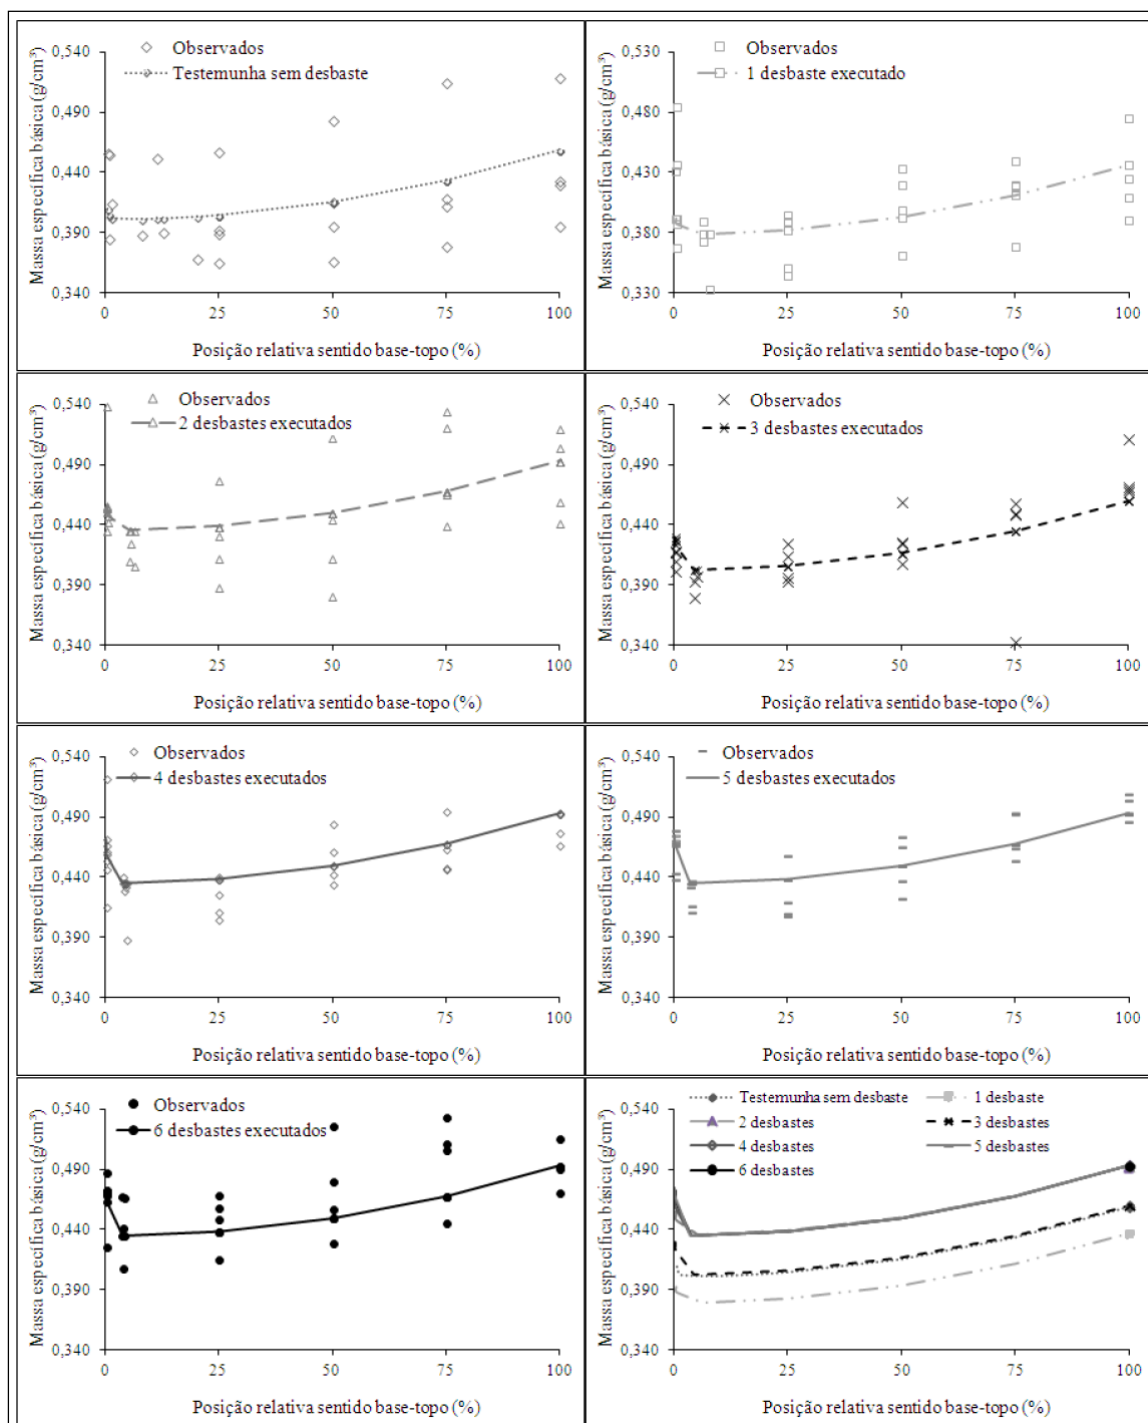 Massa específica básica (g/cm³)
0,540
0,490
0,440
0,390
0,340
Observados
Testemunha sem desbaste
0 25 50 75 100
Posição relativa sentido base-topo (%)
Massa específica básica (g/cm³)
0,530
0,480
0,430
0,380
0,330
Observados
1 desbaste executado
0 25 50 75 100
Posição relativa sentido base-topo (%)
Massa específica básica (g/cm³)
0,540
0,490
0,440
0,390
0,340
Observados
2 desbastes executados
0 25 50 75 100
Posição relativa sentido base-topo (%)
Massa específica básica (g/cm³)
0,540
0,490
0,440
0,390
0,340
Observados
3 desbastes executados
0 25 50 75 100
Posição relativa sentido base-topo (%)
Massa específica básica (g/cm³)
0,540
0,490
0,440
0,390
0,340
Observados
4 desbastes executados
0 25 50 75 100
Posição relativa sentido base-topo (%)
Massa específica básica (g/cm³)
0,540
0,490
0,440
0,390
0,340
Observados
5 desbastes executados
0 25 50 75 100
Posição relativa sentido base-topo (%)
Massa específica básica (g/cm³)
0,540
0,490
0,440
0,390
0,340
Observados
6 desbastes executados
0 25 50 75 100
Posição relativa sentido base-topo (%)
Massa específica básica (g/cm³)
0,540
0,490
0,440
0,390
0,340
Testemunha sem desbaste 1 desbaste
2 desbastes 3 desbastes
4 desbastes 5 desbastes
6 desbastes
0 25 50 75 100
Posição relativa sentido base-topo (%)